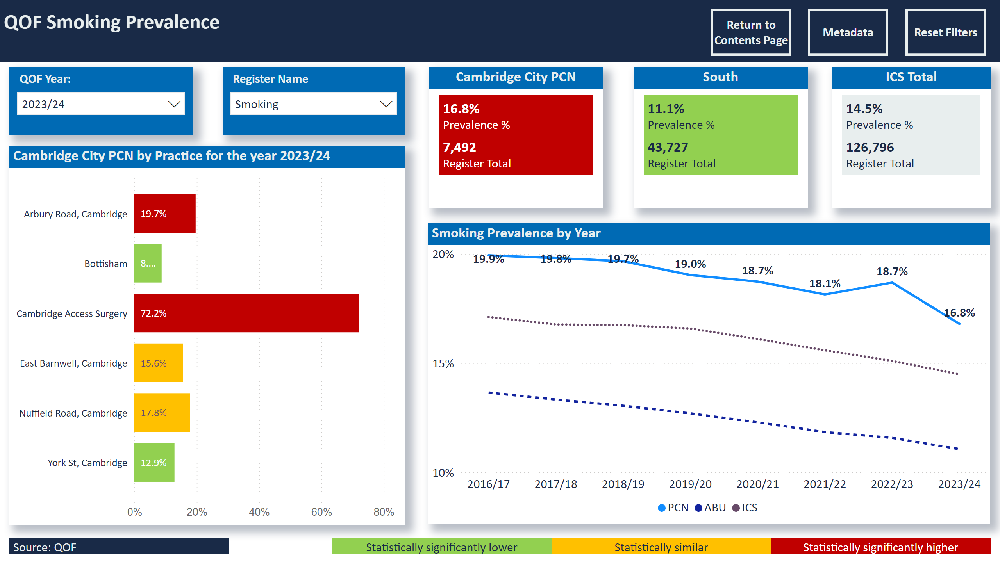 QOF Smoking Prevalence
Return to
Contents Page
Metadata
Reset Filters
QOF Year:
2023/24
Register Name
Smoking
Cambridge City PCN
16.8%
Prevalence %
7,492
Register Total
South
11.1%
Prevalence %
43,727
Register Total
ICS Total
14.5%
Prevalence %
126,796
Register Total
Cambridge City PCN by Practice for the year 2023/24
Arbury Road, Cambridge
19.7%
Bottisham
8....
Cambridge Access Surgery
72.2%
East Barnwell, Cambridge
15.6%
Nuffield Road, Cambridge
17.8%
York St, Cambridge
12.9%
0% 20% 40% 60% 80%
Smoking Prevalence by Year
20%
15%
10%
19.9% 19.8% 19.7% 19.0% 18.7% 18.1% 18.7% 16.8%
2016/17 2017/18 2018/19 2019/20 2020/21 2021/22 2022/23 2023/24
PCN ABU ICS
Source: QOF
Statistically significantly lower
Statistically similar
Statistically significantly higher